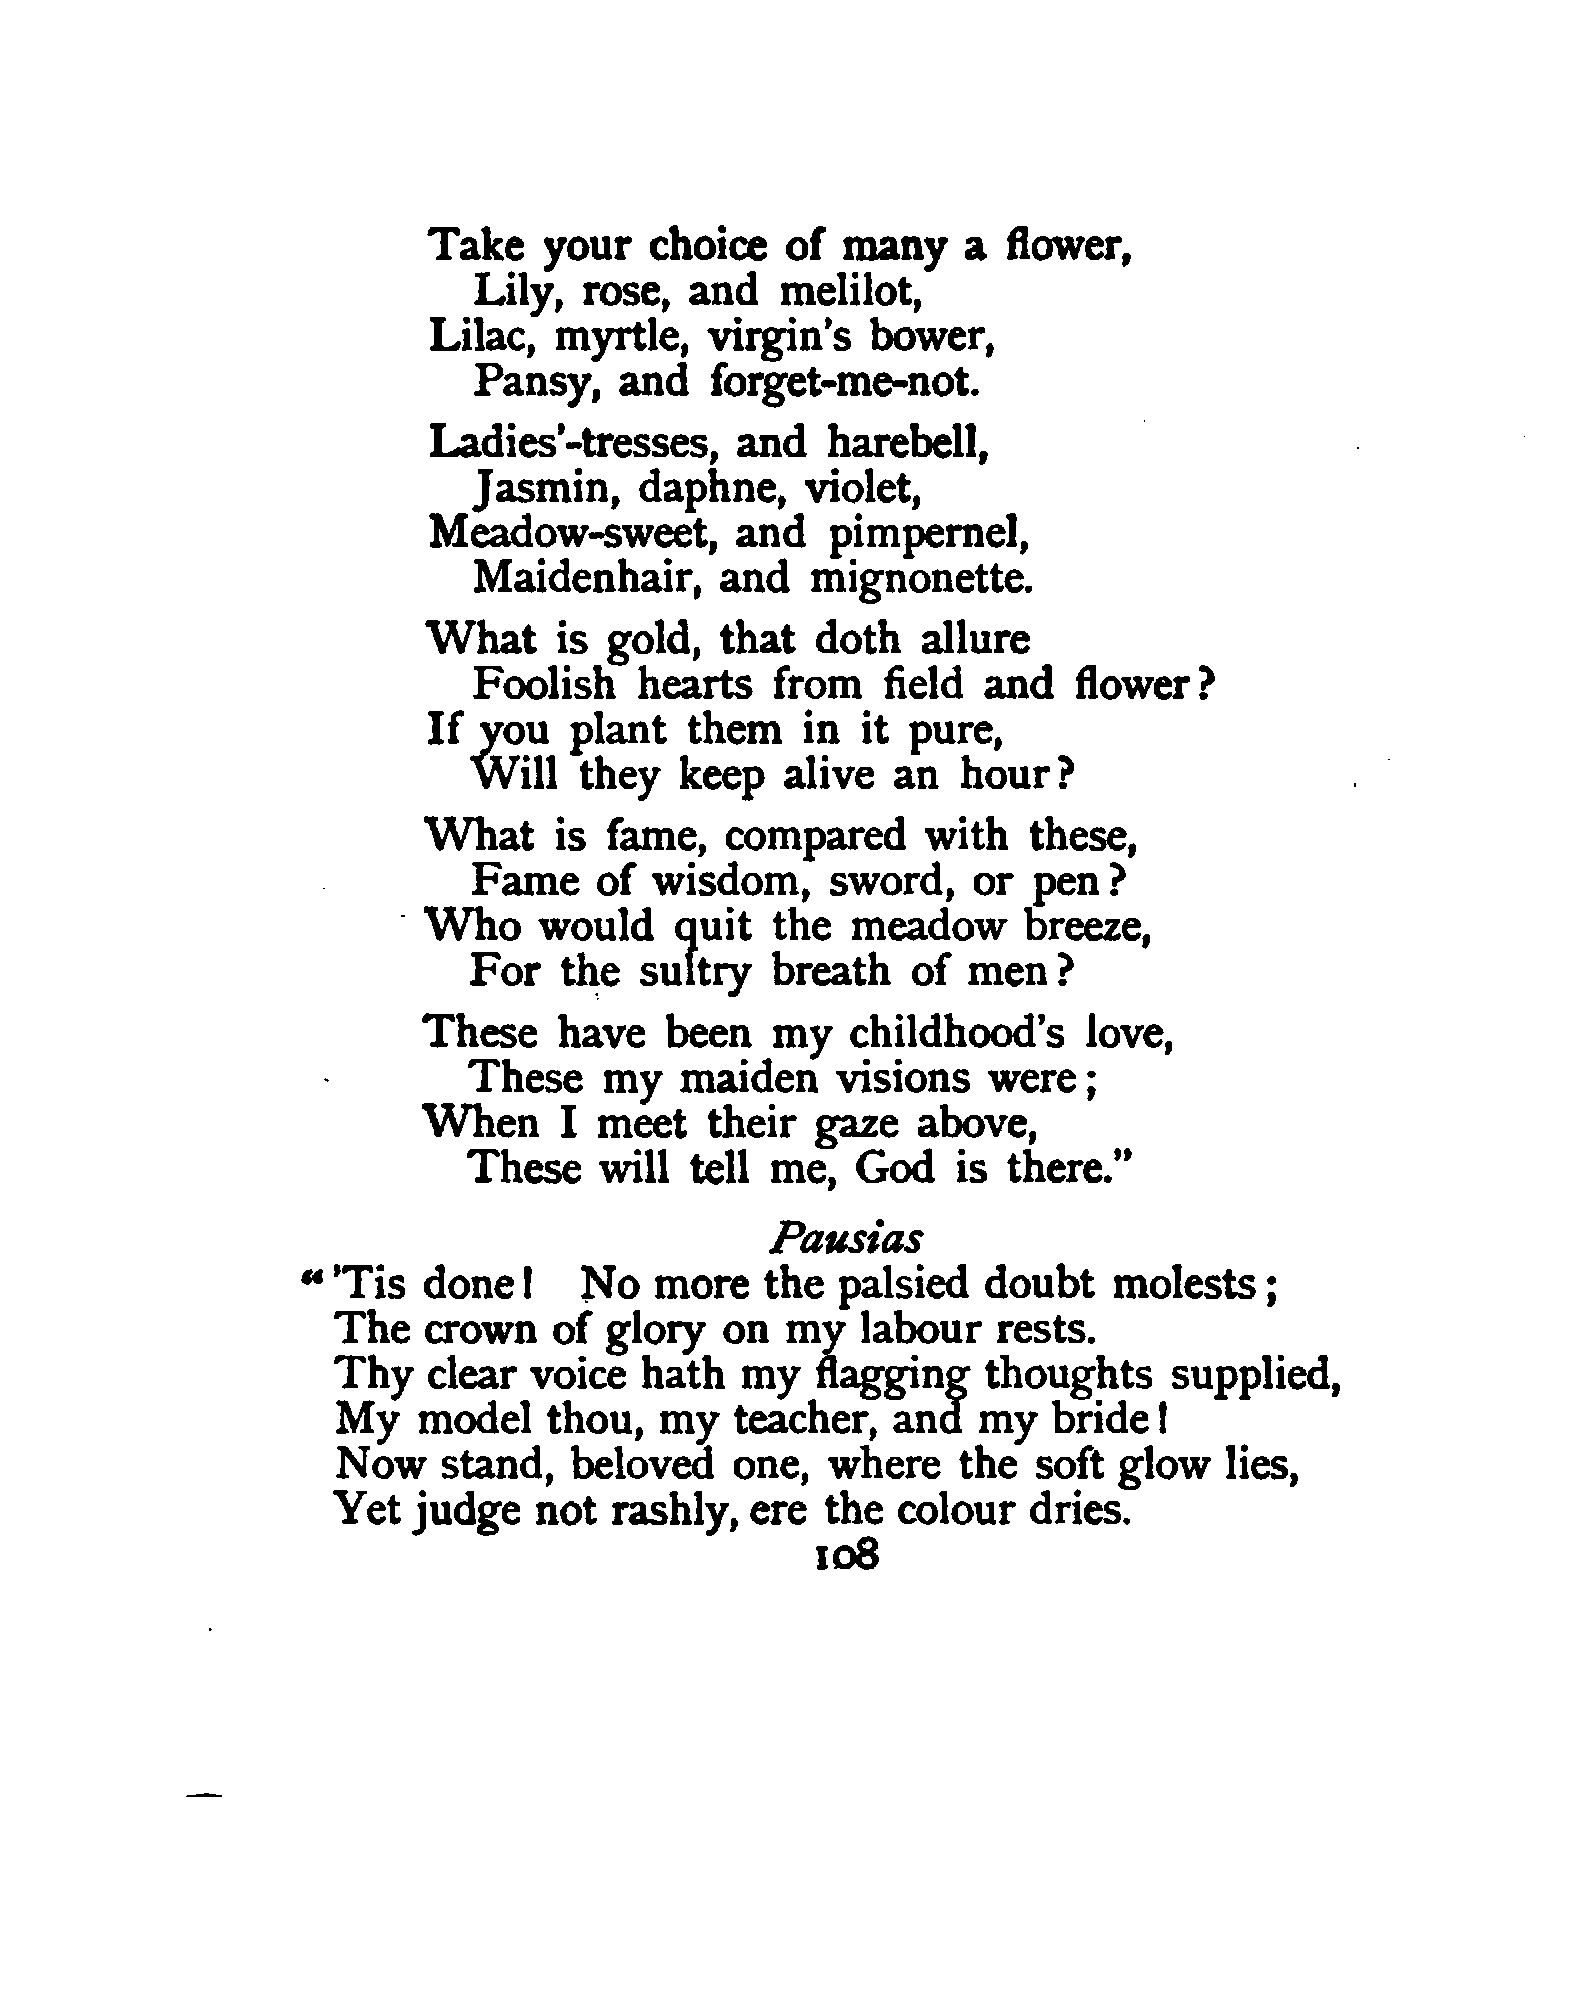 Take your choice of many a flower,
Lily, rose, and melilot,
Lilac, myrtle, virgin's bower,
Pansy, and forget-me-not.
Ladies'-tresses, and harebell,
Jasmin, daphne, violet,
Meadow-sweet, and pimpernel,
Maidenhair, and mignonette.
What is gold, that doth allure
Foolish hearts from field and flower?
If you plant them in it pure,
Will they keep alive an hour?
What is fame, compared with these,
Fame of wisdom, sword, or pen?
Who would quit the meadow breeze,
For the sultry breath of men?
These have been my childhood's love,
These my maiden visions were;
When I meet their gaze above,
These will tell me, God is there."
Pausias
"'Tis done! No more the palsied doubt molests;
The crown of glory on my labour rests.
Thy clear voice hath my flagging thoughts supplied,
My model thou, my teacher, and my bride!
Now stand, beloved one, where the soft glow lies,
Yet judge not rashly, ere the colour dries.
108